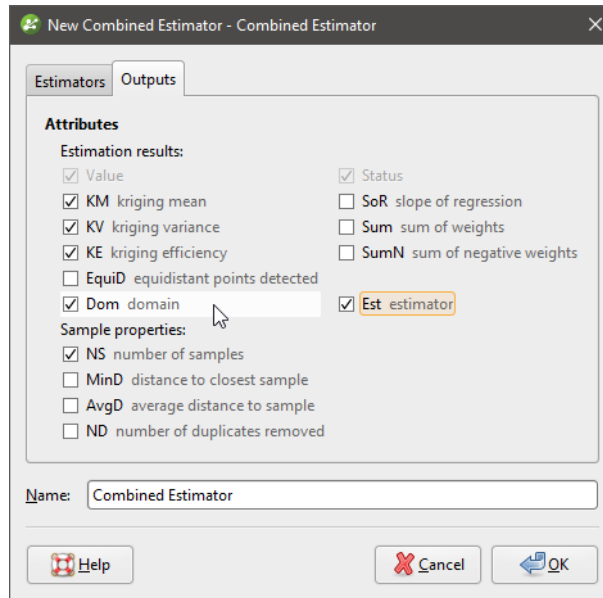 New Combined Estimator - Combined Estimator
Estimators Outputs
Attributes
Estimation results:
Value Status
KM kriging mean SoR slope of regression
KV kriging variance Sum sum of weights
KE kriging efficiency SumN sum of negative weights
EquiD equidistant points detected
Dom domain Est estimator
Sample properties:
NS number of samples
MinD distance to closest sample
AvgD average distance to sample
ND number of duplicates removed
Name: Combined Estimator
Help Cancel OK